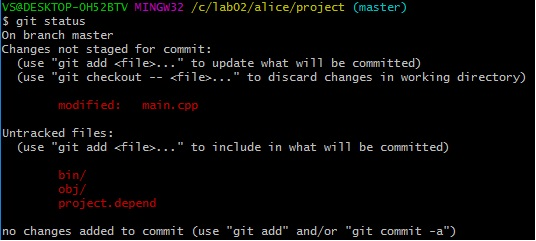 VS@DESKTOP-OH52BTV MINGW32 /c/lab02/alice/project (master)
$ git status
On branch master
Changes not staged for commit:
  (use "git add <file>..." to update what will be committed)
  (use "git checkout -- <file>..." to discard changes in working directory)

        modified:   main.cpp

Untracked files:
  (use "git add <file>..." to include in what will be committed)

        bin/
        obj/
        project.depend

no changes added to commit (use "git add" and/or "git commit -a")